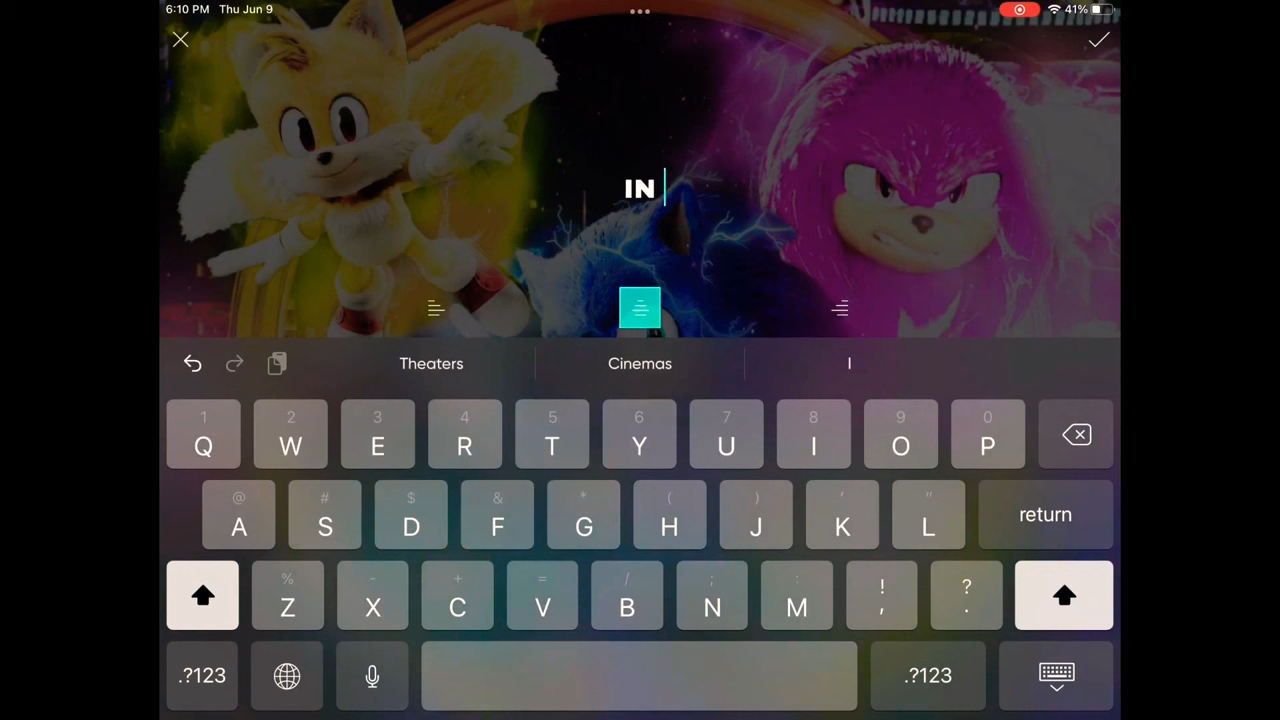 6:10 PM Thu Jun 9
41%
IN
Theaters Cinemas I
1 2 3 4 5 6 7 8 9 0
Q W E R T Y U I O P
@ # $ & * ( ) ' "
A S D F G H J K L return
% - + = / ; : ! ?
Z X C V B N M , .
.?123 .?123